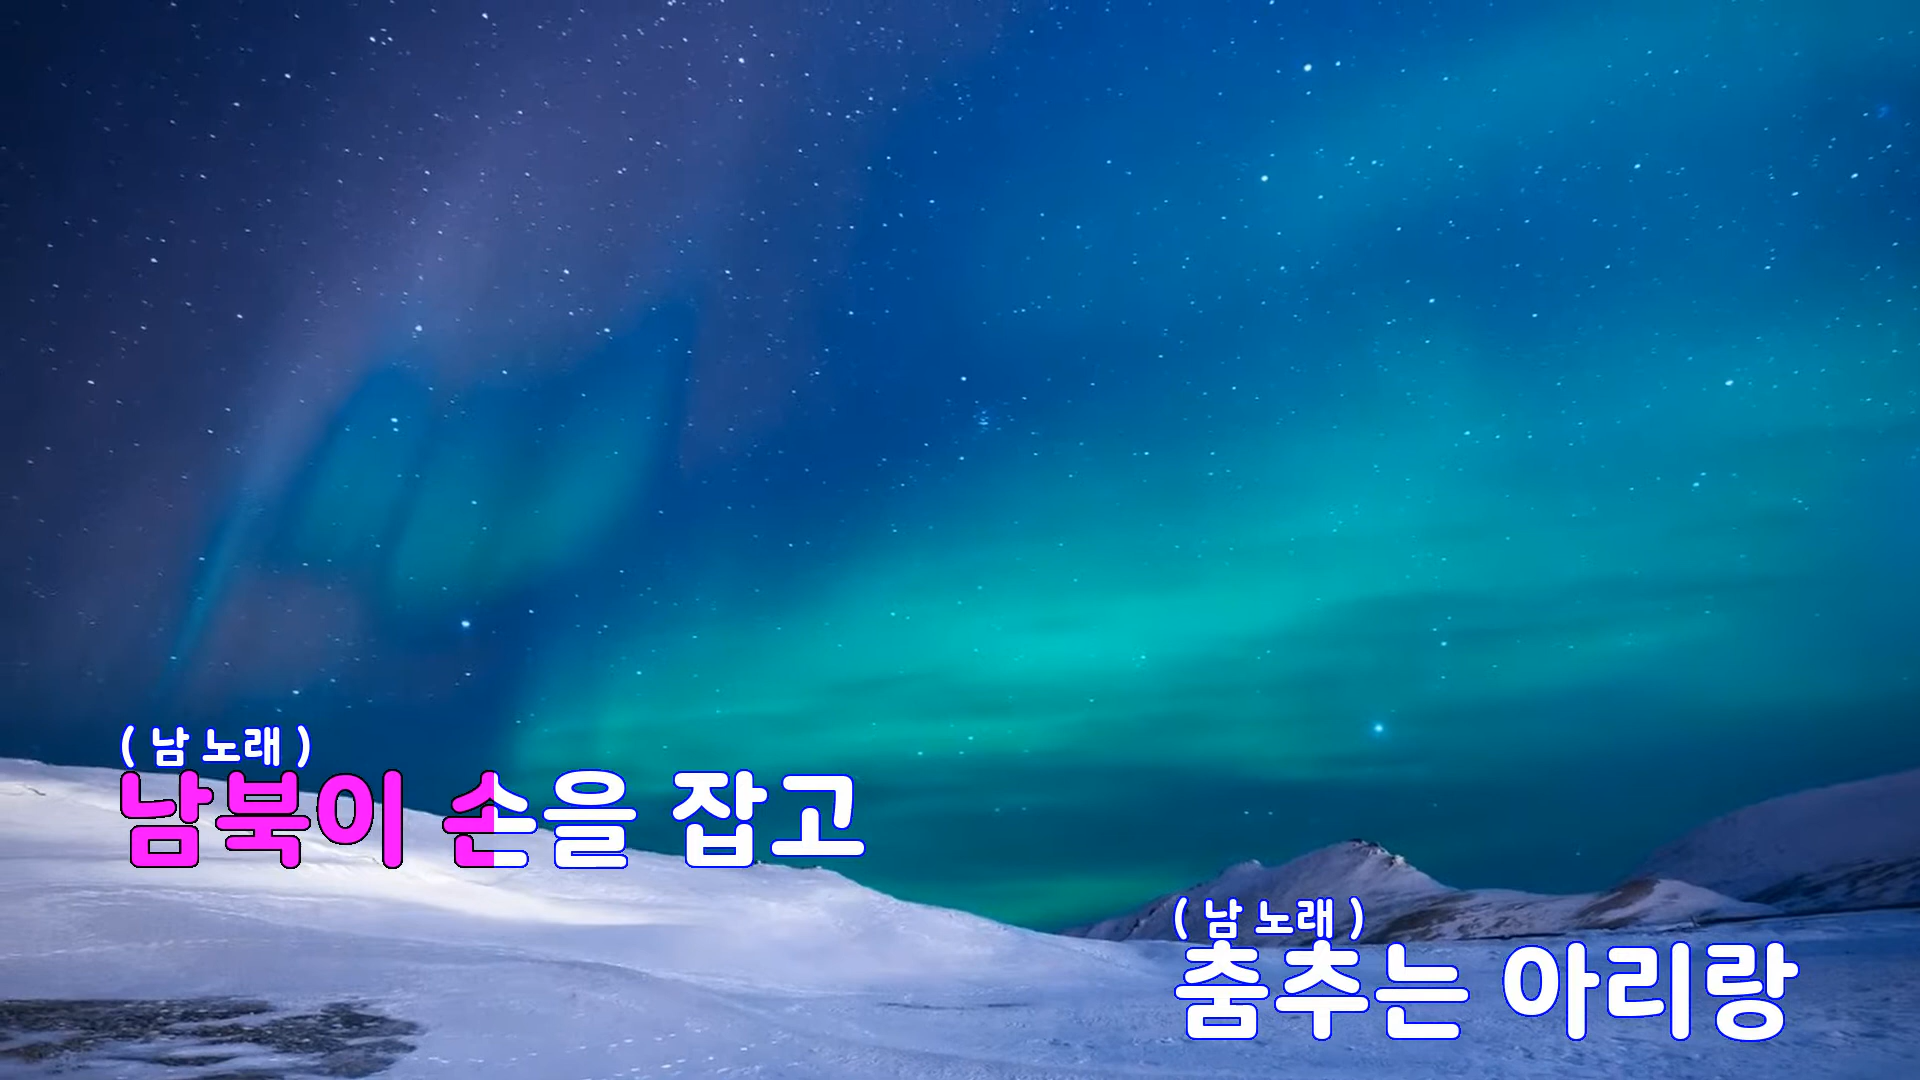 ( 남 노래 )
남북이 손을 잡고
( 남 노래 )
춤추는 아리랑